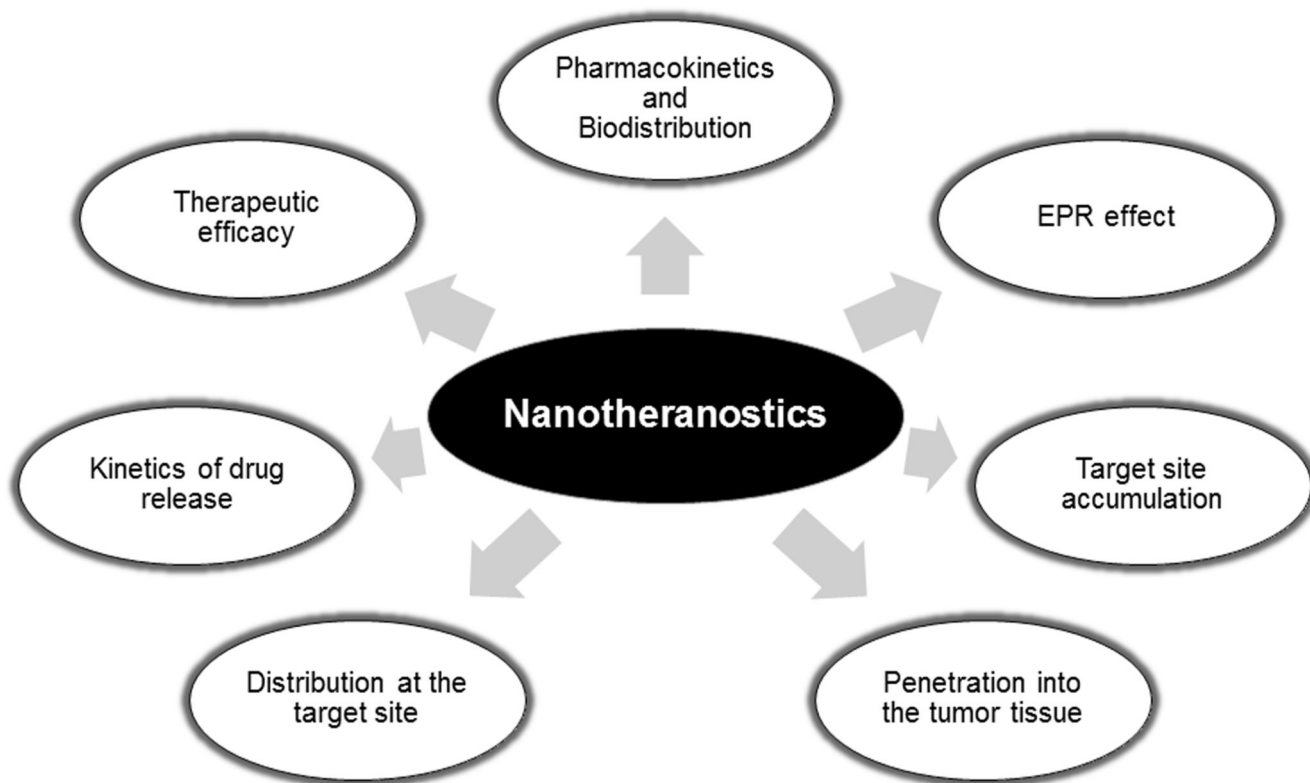 Pharmacokinetics
and
Biodistribution
Therapeutic
efficacy
EPR effect
Nanotheranostics
Kinetics of drug
release
Target site
accumulation
Distribution at the
target site
Penetration into
the tumor tissue